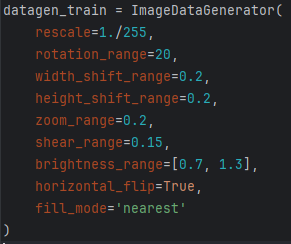 datagen_train = ImageDataGenerator(
    rescale=1./255,
    rotation_range=20,
    width_shift_range=0.2,
    height_shift_range=0.2,
    zoom_range=0.2,
    shear_range=0.15,
    brightness_range=[0.7, 1.3],
    horizontal_flip=True,
    fill_mode='nearest'
)